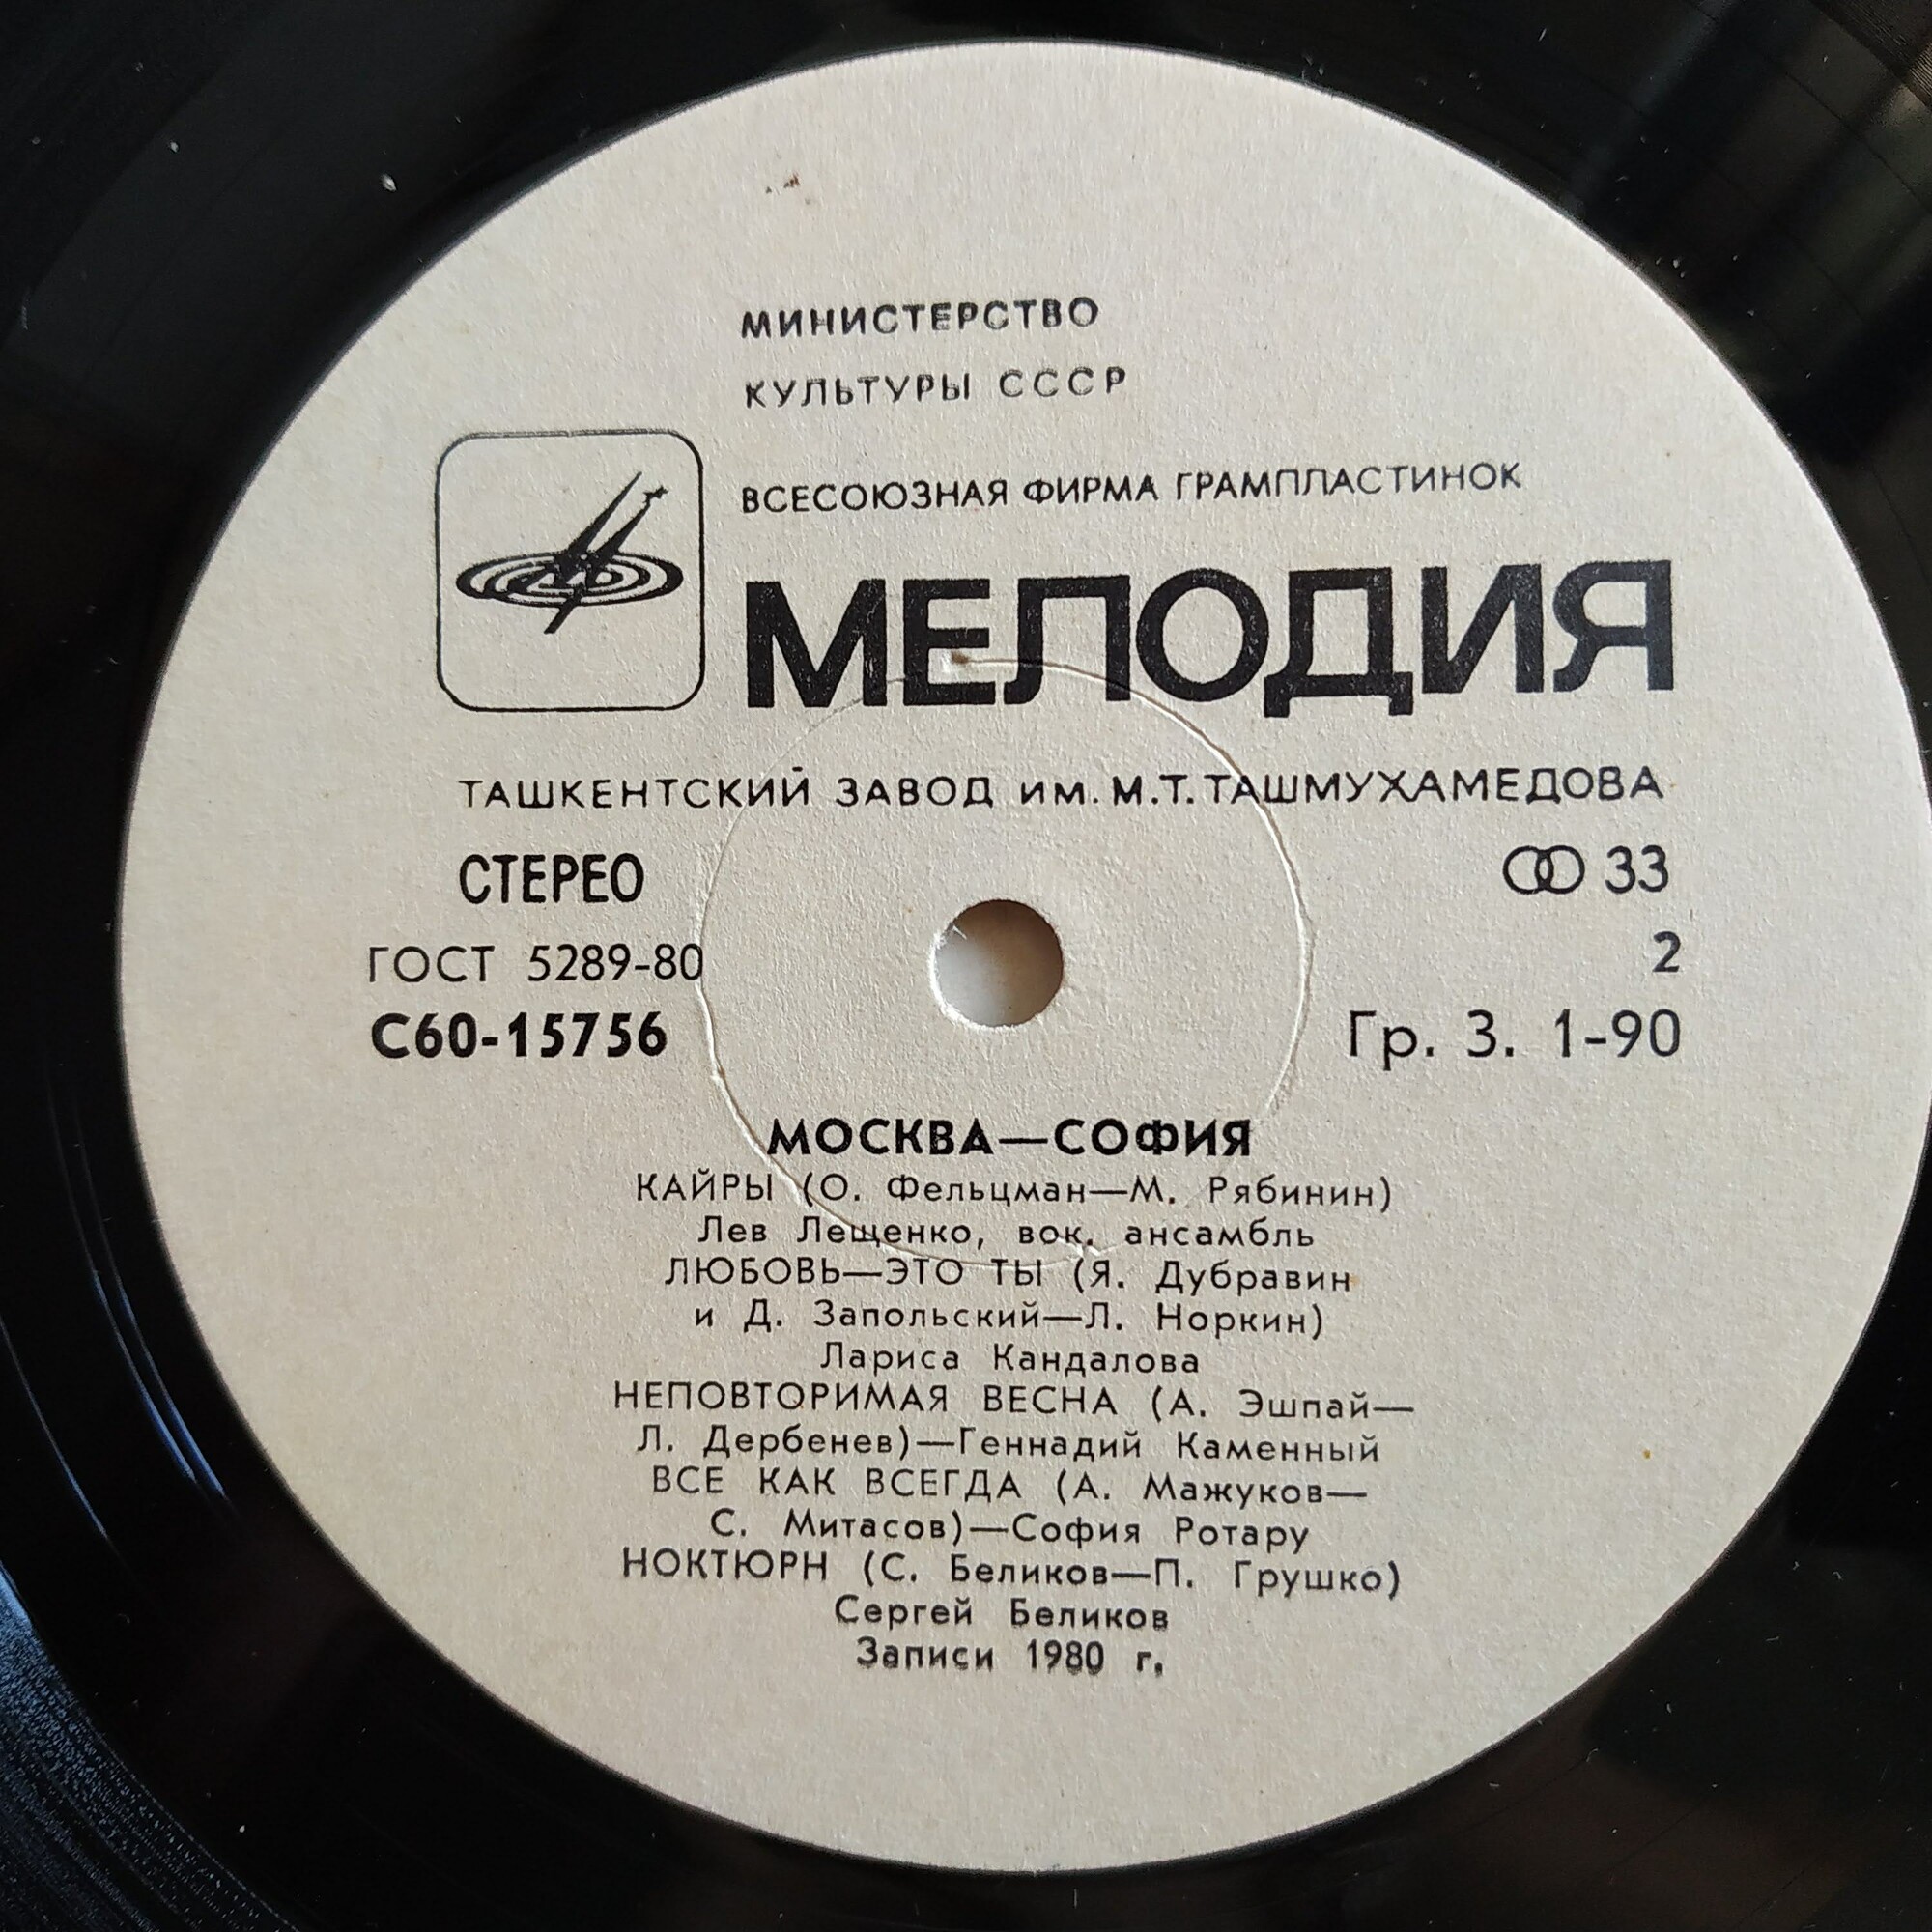 МИНИСТЕРСТВО
КУЛЬТУРЫ СССР
ВСЕСОЮЗНАЯ ФИРМА ГРАМПЛАСТИНОК
МЕЛОДИЯ
ТАШКЕНТСКИЙ ЗАВОД им. М.Т. ТАШМУХАМЕДОВА
СТЕРЕО 33
ГОСТ 5289-80 2
С60-15756 Гр. 3. 1-90
МОСКВА—СОФИЯ
КАЙРЫ (О. Фельцман—М. Рябинин)
Лев Лещенко, вок. ансамбль
ЛЮБОВЬ—ЭТО ТЫ (Я. Дубравин
и Д. Запольский—Л. Норкин)
Лариса Кандалова
НЕПОВТОРИМАЯ ВЕСНА (А. Эшпай—
Л. Дербенев)—Геннадий Каменный
ВСЕ КАК ВСЕГДА (А. Мажуков—
С. Митасов)—София Ротару
НОКТЮРН (С. Беликов—П. Грушко)
Сергей Беликов
Записи 1980 г.